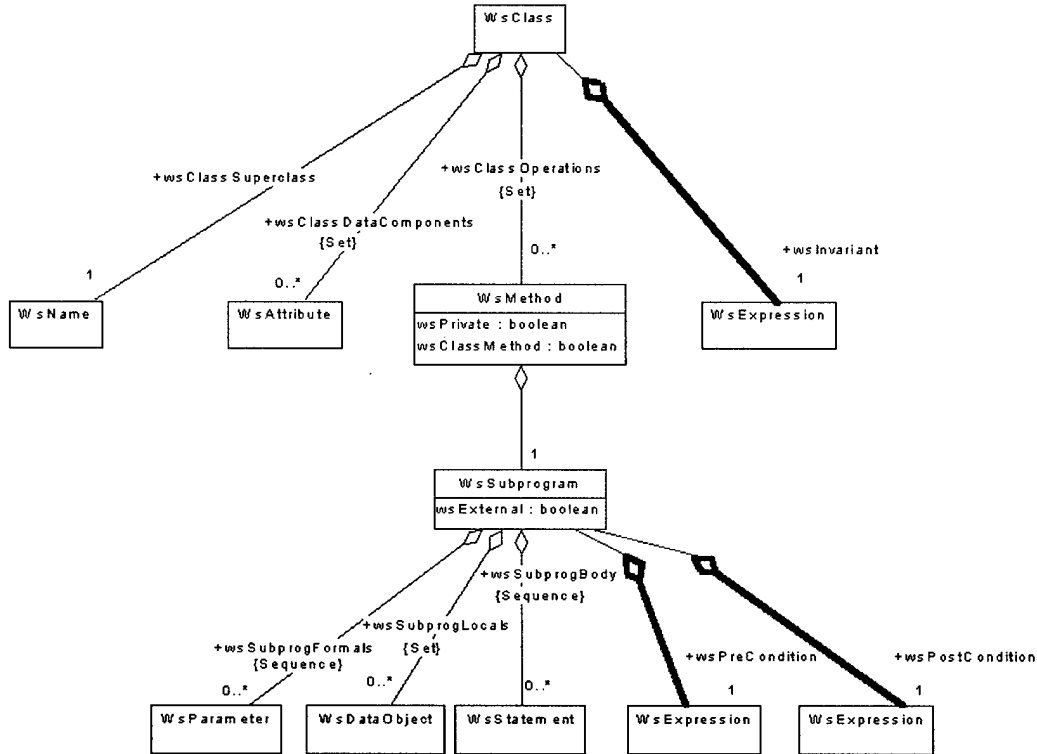 WsClass
+wsClassSuperclass
+wsClassOperations
{Set}
+wsClassDataComponents
{Set}
+wsInvariant
1
0..*
0..*
1
WsName
WsAttribute
WsMethod
wsPrivate : boolean
wsClassMethod : boolean
WsExpression
1
WsSubprogram
wsExternal : boolean
+wsSubprogBody
{Sequence}
+wsSubprogLocals
{Set}
+wsSubprogFormals
{Sequence}
+wsPreCondition
+wsPostCondition
0..*
0..*
0..*
1
1
WsParameter
WsDataObject
WsStatement
WsExpression
WsExpression